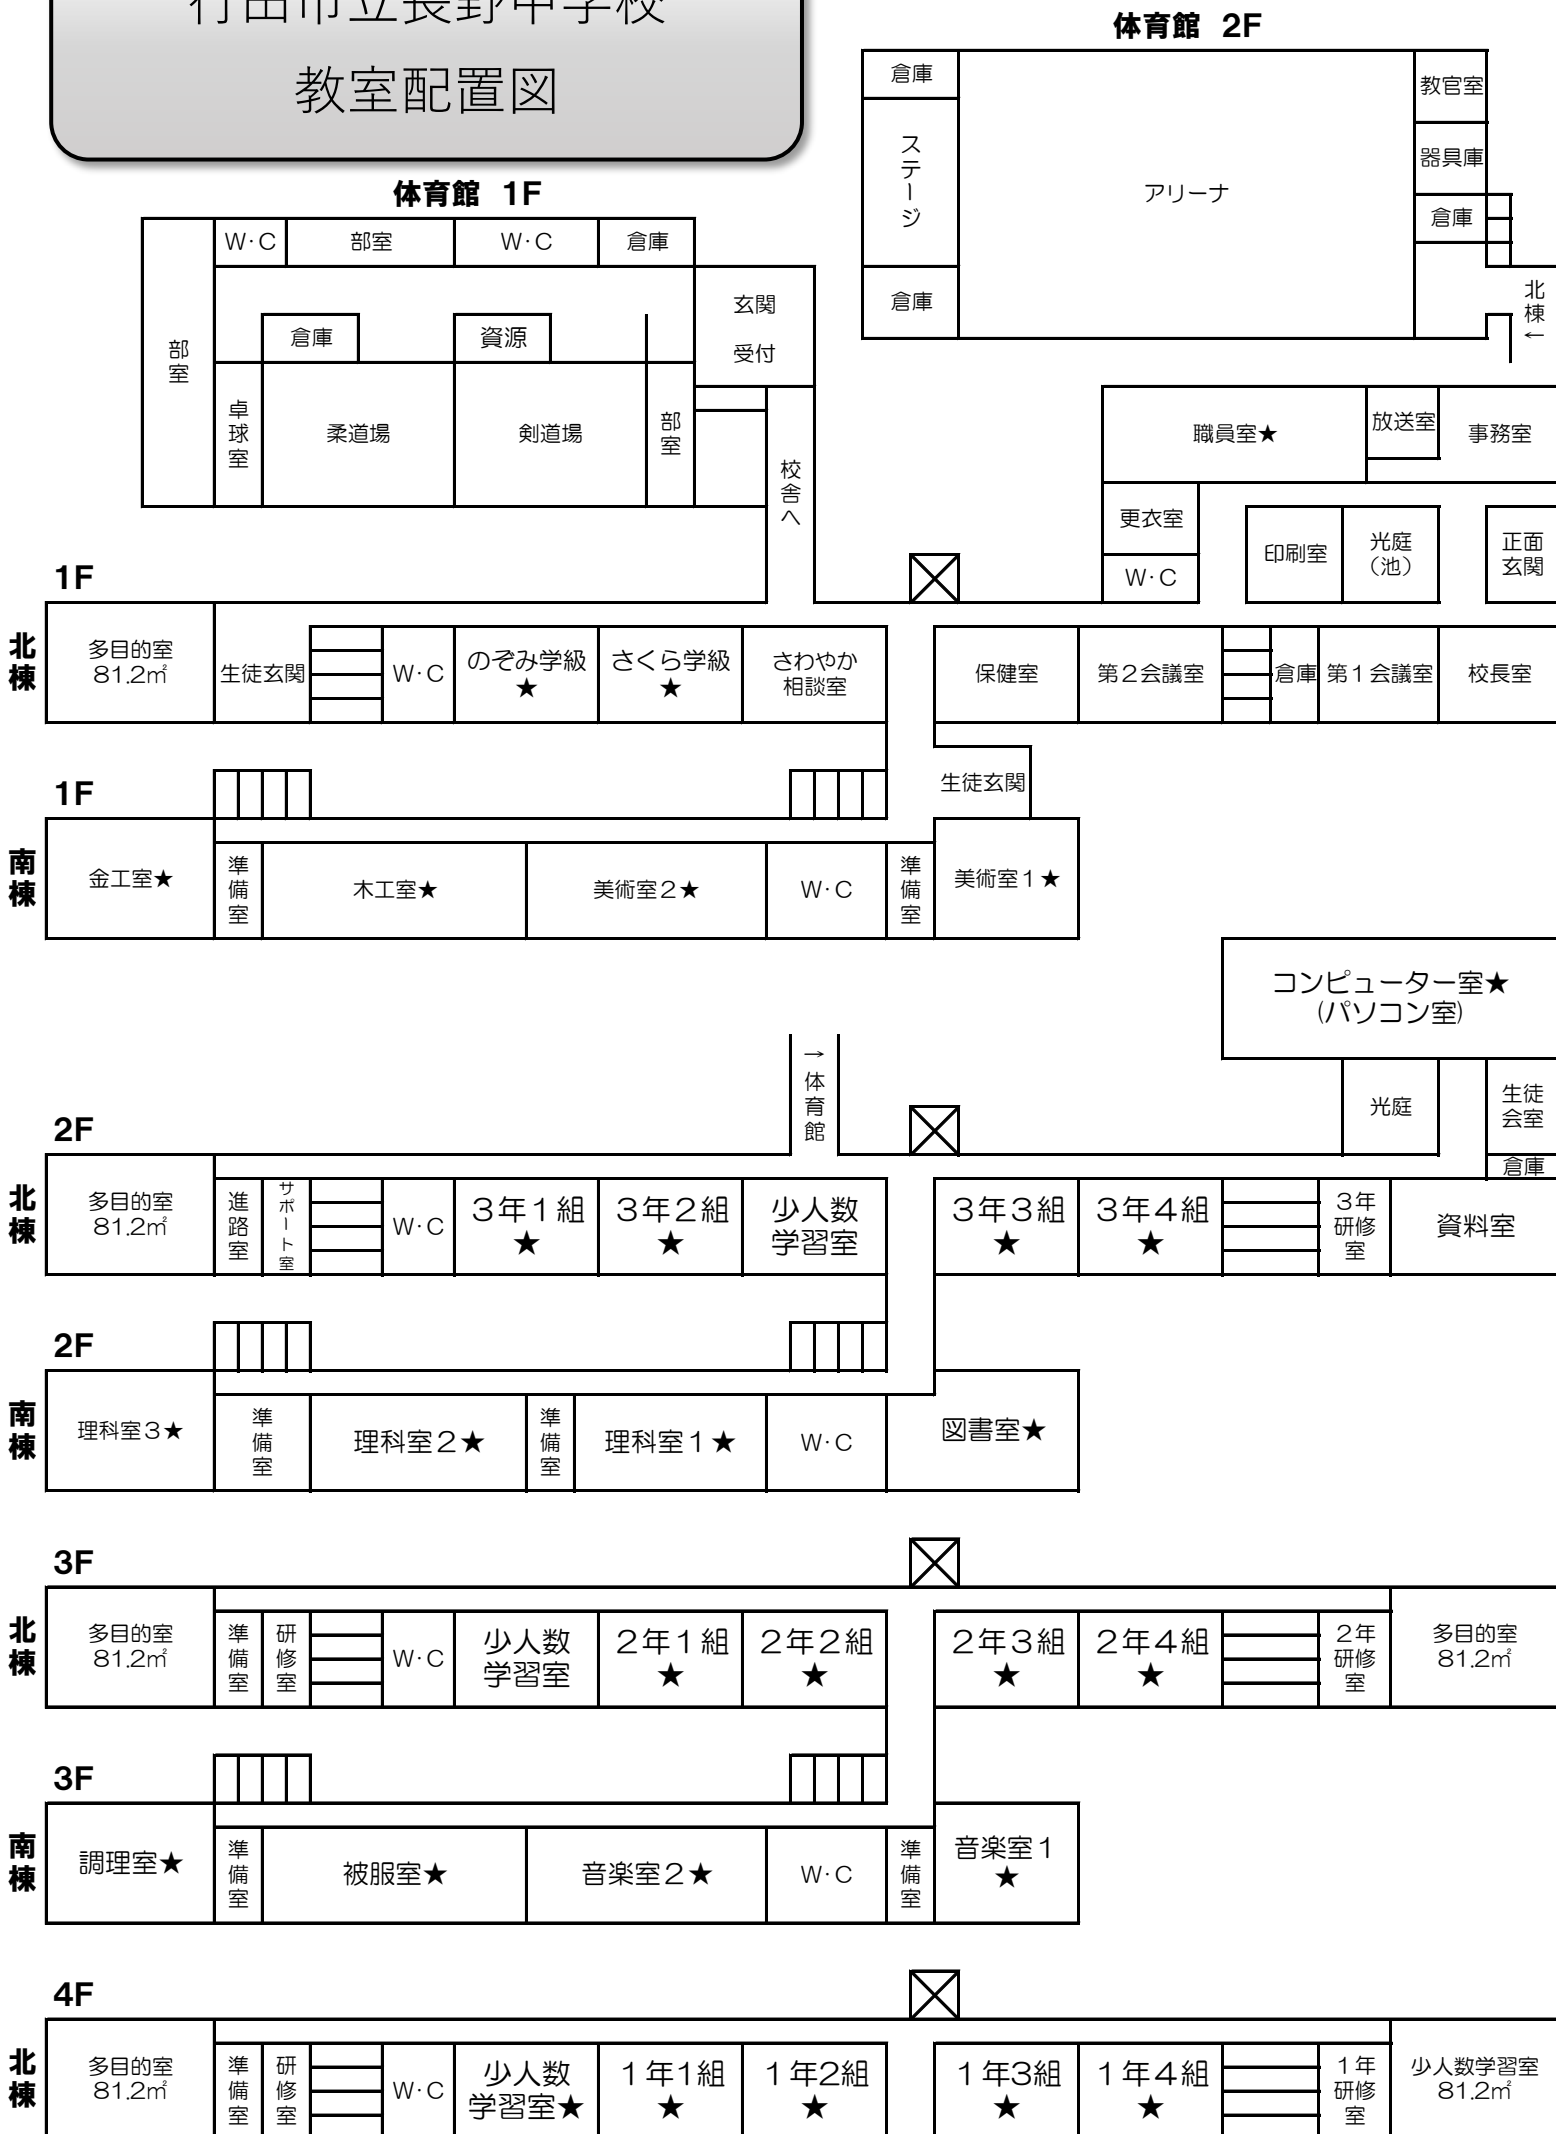 行田市立長野中学校
教室配置図
体育館 2F
倉庫
ステージ
倉庫
アリーナ
教官室
器具庫
倉庫
北棟←
体育館 1F
部室
W・C
部室
W・C
倉庫
玄関
受付
倉庫
資源
卓球室
柔道場
剣道場
部室
校舎へ
職員室★
放送室
事務室
更衣室
W・C
印刷室
光庭
(池)
正面
玄関
1F
北棟
多目的室
81.2㎡
生徒玄関
W・C
のぞみ学級
★
さくら学級
★
さわやか
相談室
保健室
第2会議室
倉庫
第1会議室
校長室
生徒玄関
1F
南棟
金工室★
準備室
木工室★
美術室2★
W・C
準備室
美術室1★
コンピューター室★
(パソコン室)
→体育館
光庭
生徒
会室
倉庫
2F
北棟
多目的室
81.2㎡
進路室
サポート室
W・C
3年1組
★
3年2組
★
少人数
学習室
3年3組
★
3年4組
★
3年
研修
室
資料室
2F
南棟
理科室3★
準備室
理科室2★
準備室
理科室1★
W・C
図書室★
3F
北棟
多目的室
81.2㎡
準備室
研修室
W・C
少人数
学習室
2年1組
★
2年2組
★
2年3組
★
2年4組
★
2年
研修
室
多目的室
81.2㎡
3F
南棟
調理室★
準備室
被服室★
音楽室2★
W・C
準備室
音楽室1
★
4F
北棟
多目的室
81.2㎡
準備室
研修室
W・C
少人数
学習室★
1年1組
★
1年2組
★
1年3組
★
1年4組
★
1年
研修
室
少人数学習室
81.2㎡